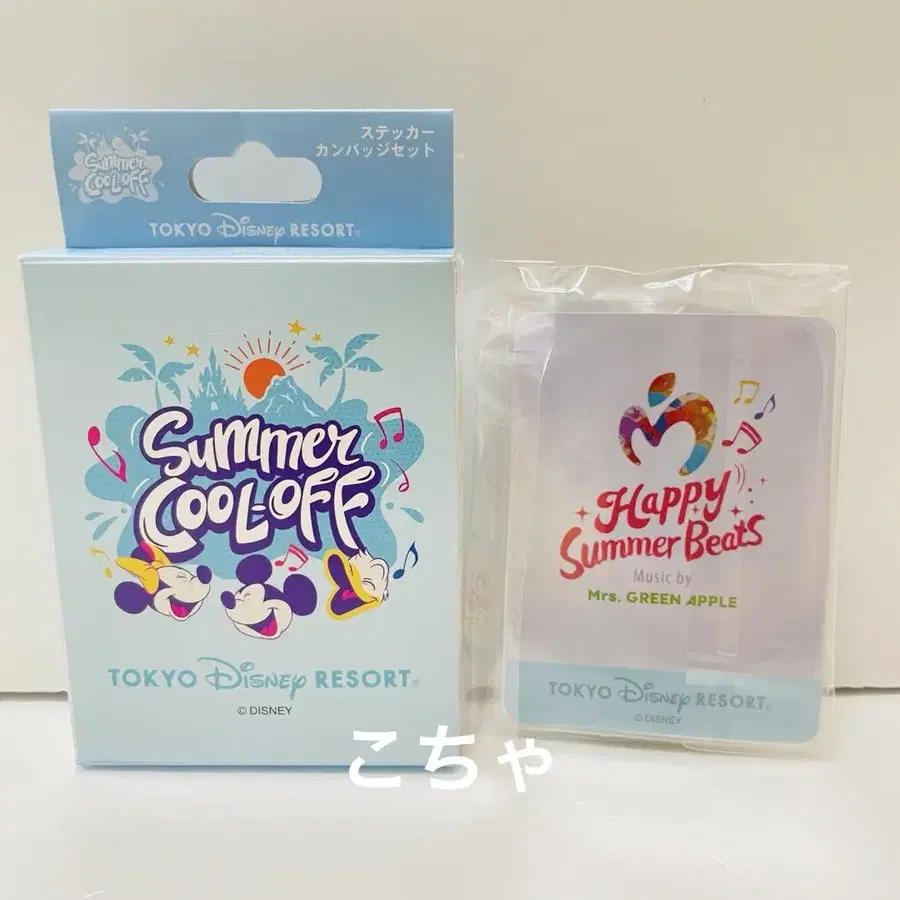 ステッカー
カンバッジセット
Summer
COOL-OFF
TOKYO Disney RESORT®
Summer
COOL-OFF
TOKYO Disney RESORT®
© DISNEY
Happy
Summer Beats
Music by
Mrs. GREEN APPLE
TOKYO Disney RESORT®
© DISNEY
こちゃ